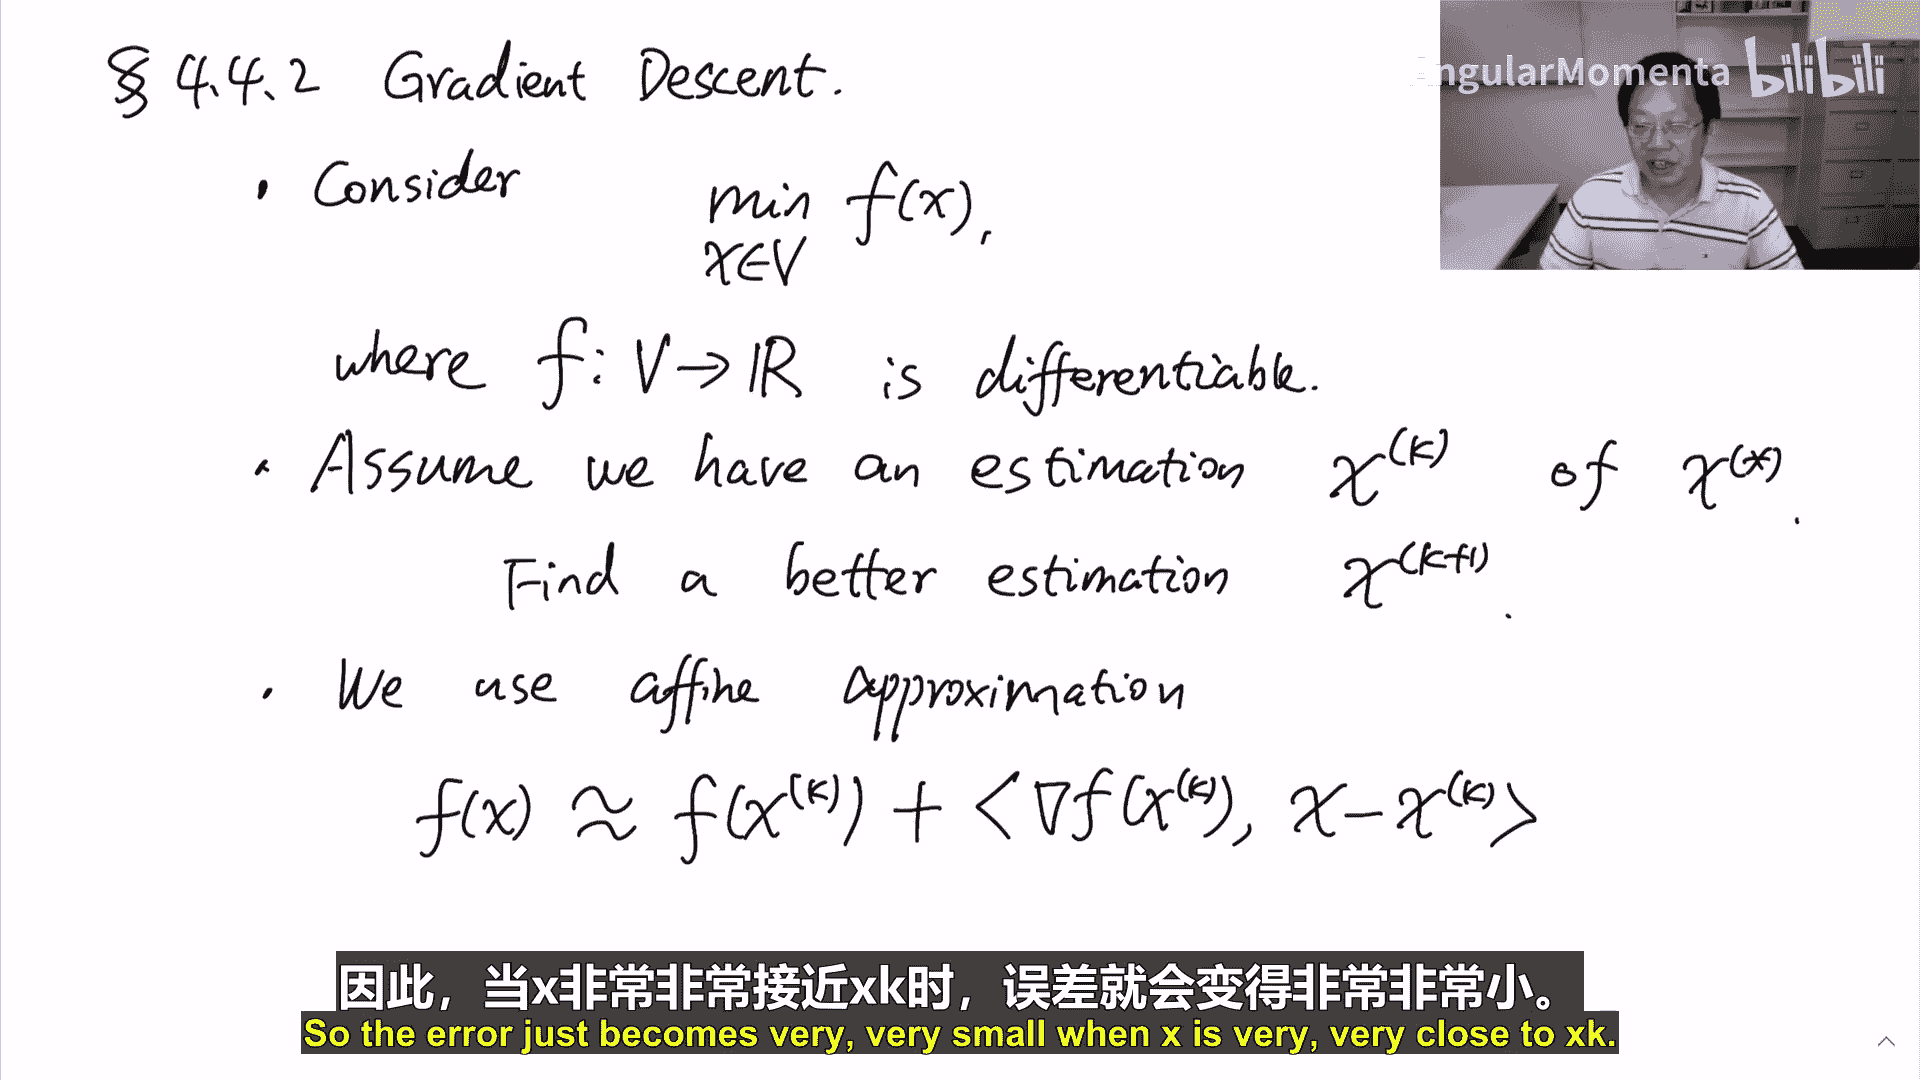 § 4.4.2 Gradient Descent.
ngularMomenta bilibili
• Consider min f(x),
x∈V
where f: V→ℝ is differentiable.
• Assume we have an estimation x^(k) of x^(*).
Find a better estimation x^(k+1).
• We use affine approximation
f(x) ≈ f(x^(k)) + <∇f(x^(k)), x−x^(k)>
因此，当x非常非常接近xk时，误差就会变得非常非常小。
So the error just becomes very, very small when x is very, very close to xk.